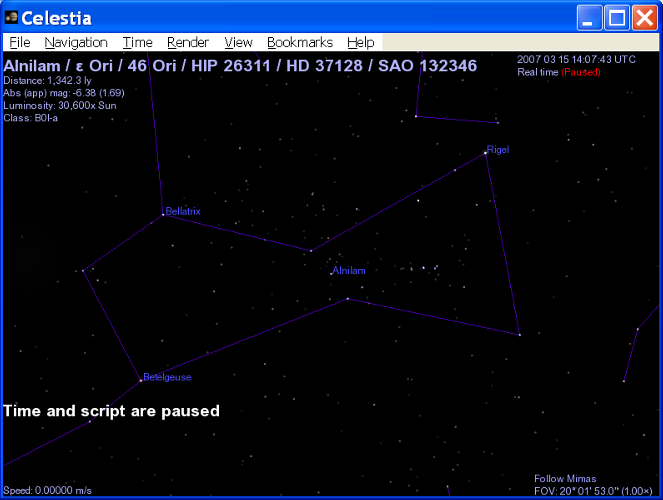 Celestia
File Navigation Time Render View Bookmarks Help
Alnilam / ε Ori / 46 Ori / HIP 26311 / HD 37128 / SAO 132346
2007 03 15 14:07:43 UTC
Distance: 1,342.3 ly
Real time (Paused)
Abs (app) mag: -6.38 (1.69)
Luminosity: 30,600x Sun
Class: B0I-a
Rigel
Bellatrix
Alnilam
Betelgeuse
Time and script are paused
Follow Mimas
Speed: 0.00000 m/s
FOV: 20° 01' 53.0" (1.00×)